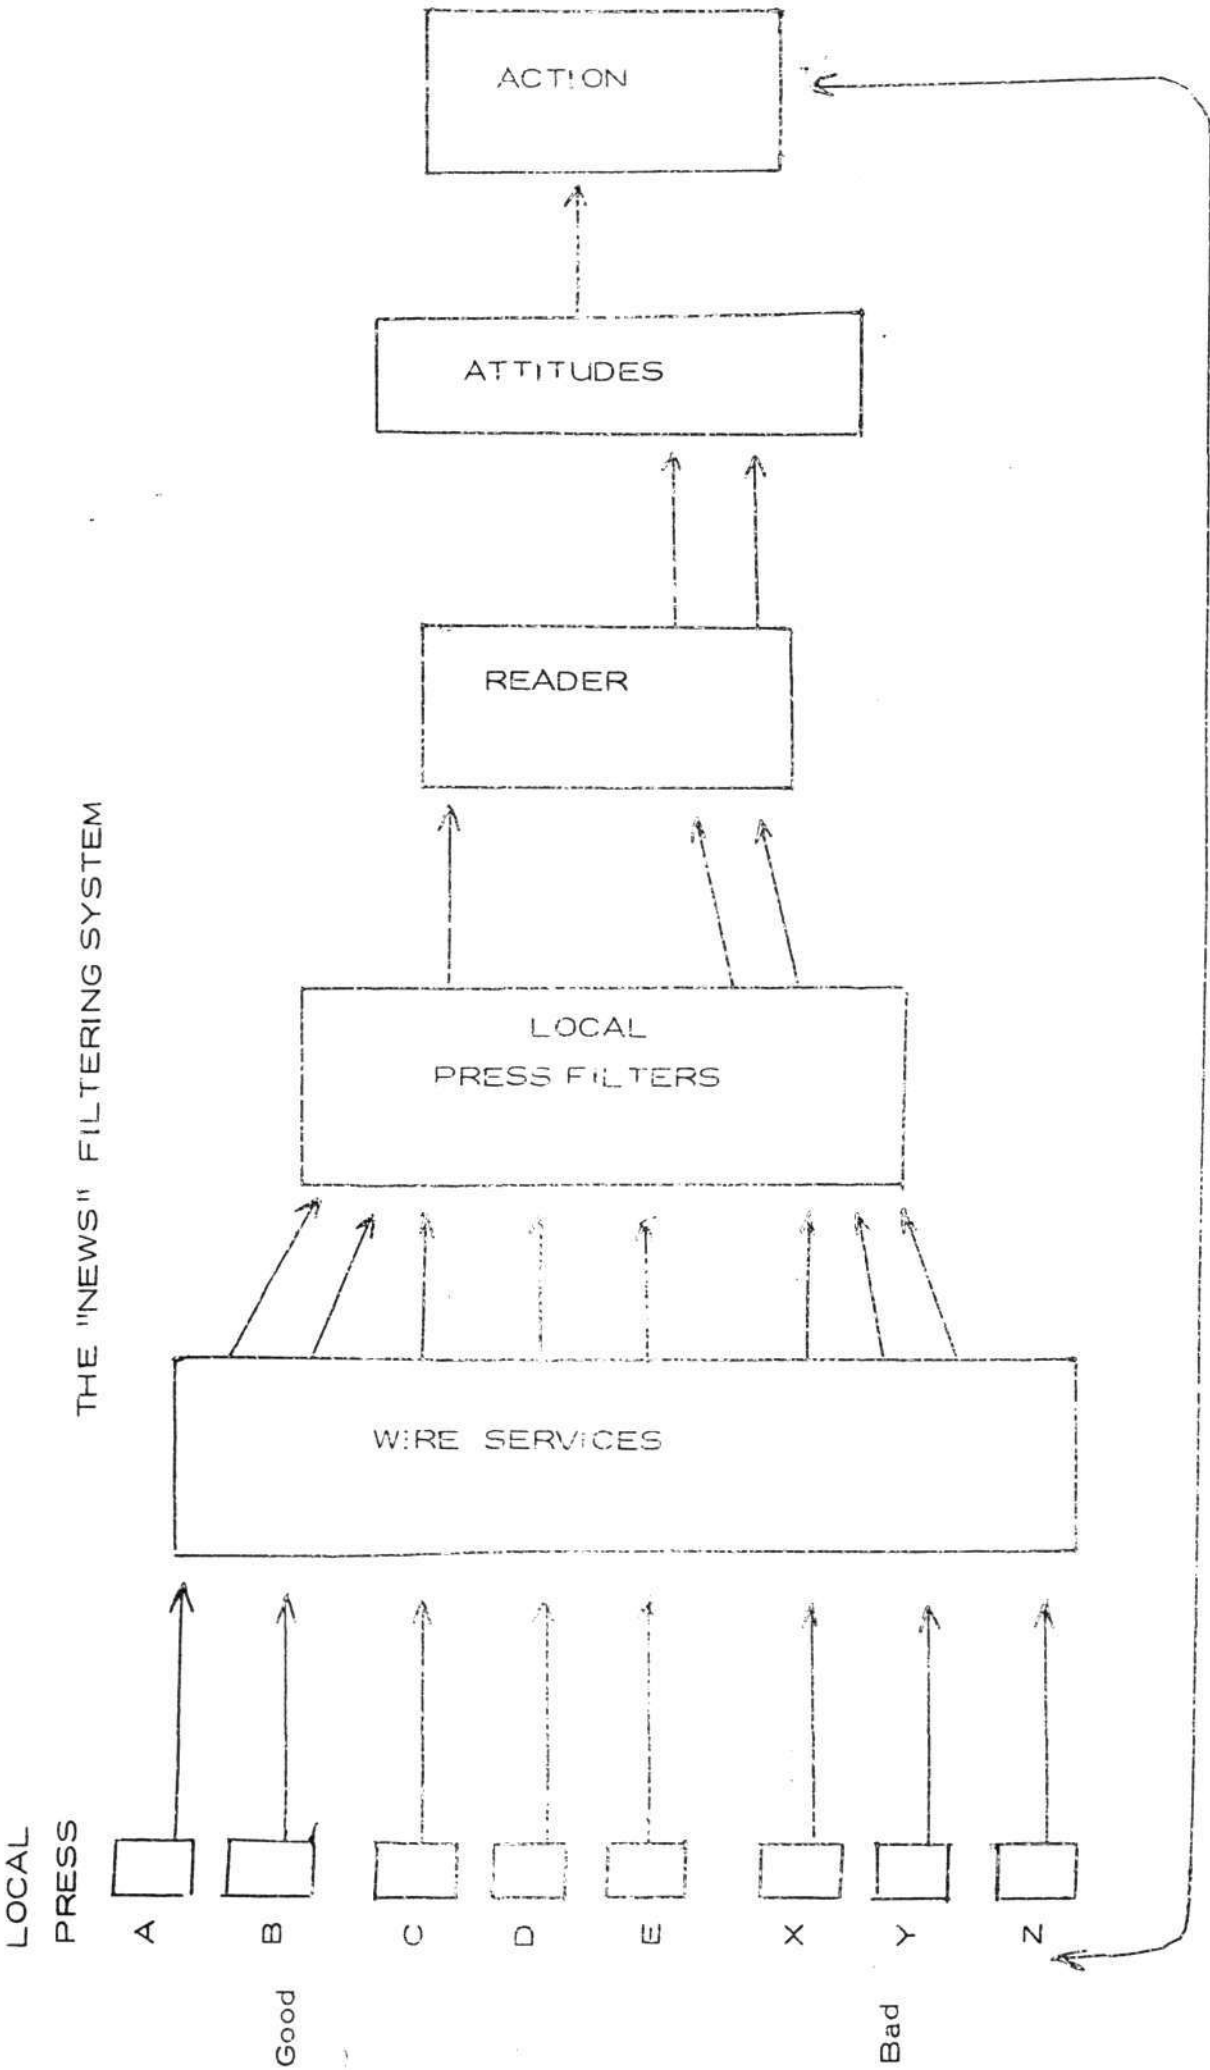 THE "NEWS" FILTERING SYSTEM
LOCAL
PRESS
A
B
C
D
E
X
Y
Z
Good
Bad
WIRE SERVICES
LOCAL
PRESS FILTERS
READER
ATTITUDES
ACTION